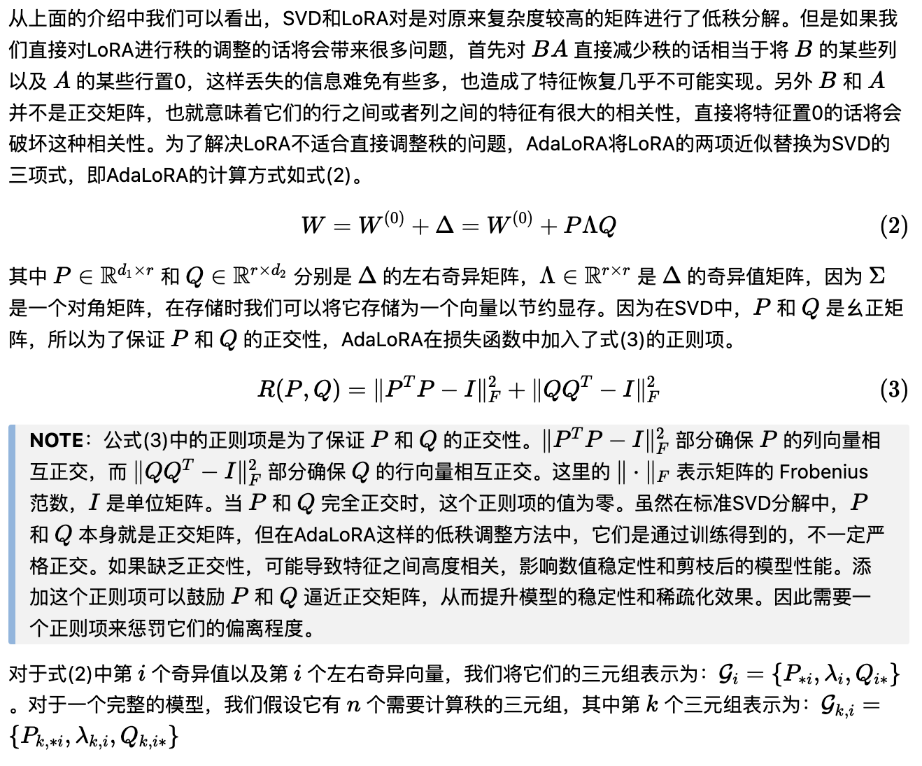 从上面的介绍中我们可以看出，SVD和LoRA对是对原来复杂度较高的矩阵进行了低秩分解。但是如果我
们直接对LoRA进行秩的调整的话将会带来很多问题，首先对 BA 直接减少秩的话相当于将 B 的某些列
以及 A 的某些行置0，这样丢失的信息难免有些多，也造成了特征恢复几乎不可能实现。另外 B 和 A
并不是正交矩阵，也就意味着它们的行之间或者列之间的特征有很大的相关性，直接将特征置0的话将会
破坏这种相关性。为了解决LoRA不适合直接调整秩的问题，AdaLoRA将LoRA的两项近似替换为SVD的
三项式，即AdaLoRA的计算方式如式(2)。
W = W^{(0)} + Δ = W^{(0)} + PΛQ (2)
其中 P ∈ ℝ^{d_1×r} 和 Q ∈ ℝ^{r×d_2} 分别是 Δ 的左右奇异矩阵，Λ ∈ ℝ^{r×r} 是 Δ 的奇异值矩阵，因为 Σ
是一个对角矩阵，在存储时我们可以将它存储为一个向量以节约显存。因为在SVD中，P 和 Q 是幺正矩
阵，所以为了保证 P 和 Q 的正交性，AdaLoRA在损失函数中加入了式(3)的正则项。
R(P, Q) = ‖P^T P − I‖_F^2 + ‖QQ^T − I‖_F^2 (3)
NOTE：公式(3)中的正则项是为了保证 P 和 Q 的正交性。‖P^T P − I‖_F^2 部分确保 P 的列向量相
互正交，而 ‖QQ^T − I‖_F^2 部分确保 Q 的行向量相互正交。这里的 ‖ · ‖_F 表示矩阵的 Frobenius
范数，I 是单位矩阵。当 P 和 Q 完全正交时，这个正则项的值为零。虽然在标准SVD分解中，P
和 Q 本身就是正交矩阵，但在AdaLoRA这样的低秩调整方法中，它们是通过训练得到的，不一定严
格正交。如果缺乏正交性，可能导致特征之间高度相关，影响数值稳定性和剪枝后的模型性能。添
加这个正则项可以鼓励 P 和 Q 逼近正交矩阵，从而提升模型的稳定性和稀疏化效果。因此需要一
个正则项来惩罚它们的偏离程度。
对于式(2)中第 i 个奇异值以及第 i 个左右奇异向量，我们将它们的三元组表示为：𝒢_i = {P_{*i}, λ_i, Q_{i*}}
。对于一个完整的模型，我们假设它有 n 个需要计算秩的三元组，其中第 k 个三元组表示为：𝒢_{k,i} =
{P_{k,*i}, λ_{k,i}, Q_{k,i*}}